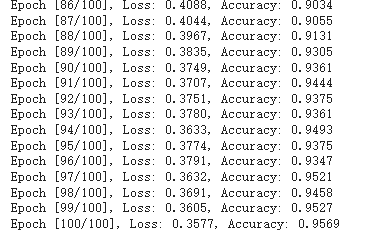 Epoch [86/100], Loss: 0.4088, Accuracy: 0.9034
Epoch [87/100], Loss: 0.4044, Accuracy: 0.9055
Epoch [88/100], Loss: 0.3967, Accuracy: 0.9131
Epoch [89/100], Loss: 0.3835, Accuracy: 0.9305
Epoch [90/100], Loss: 0.3749, Accuracy: 0.9361
Epoch [91/100], Loss: 0.3707, Accuracy: 0.9444
Epoch [92/100], Loss: 0.3751, Accuracy: 0.9375
Epoch [93/100], Loss: 0.3780, Accuracy: 0.9361
Epoch [94/100], Loss: 0.3633, Accuracy: 0.9493
Epoch [95/100], Loss: 0.3774, Accuracy: 0.9375
Epoch [96/100], Loss: 0.3791, Accuracy: 0.9347
Epoch [97/100], Loss: 0.3632, Accuracy: 0.9521
Epoch [98/100], Loss: 0.3691, Accuracy: 0.9458
Epoch [99/100], Loss: 0.3605, Accuracy: 0.9527
Epoch [100/100], Loss: 0.3577, Accuracy: 0.9569